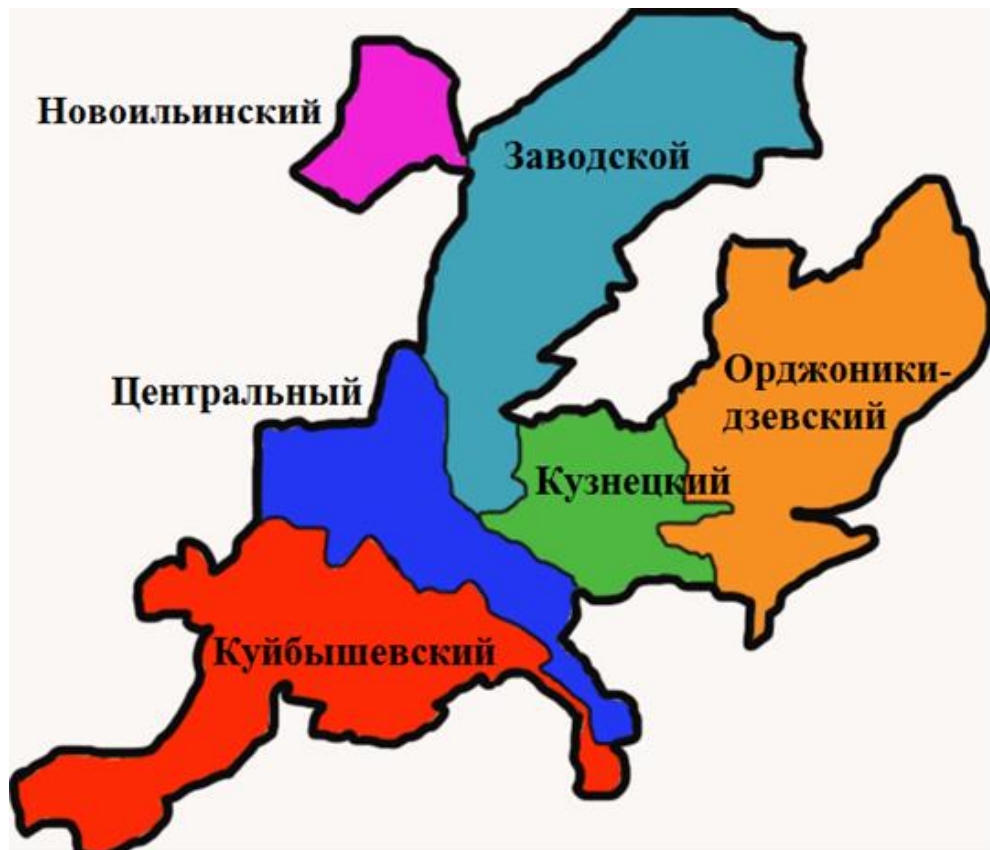 Новоильинский
Заводской
Центральный
Орджоники-
дзевский
Кузнецкий
Куйбышевский